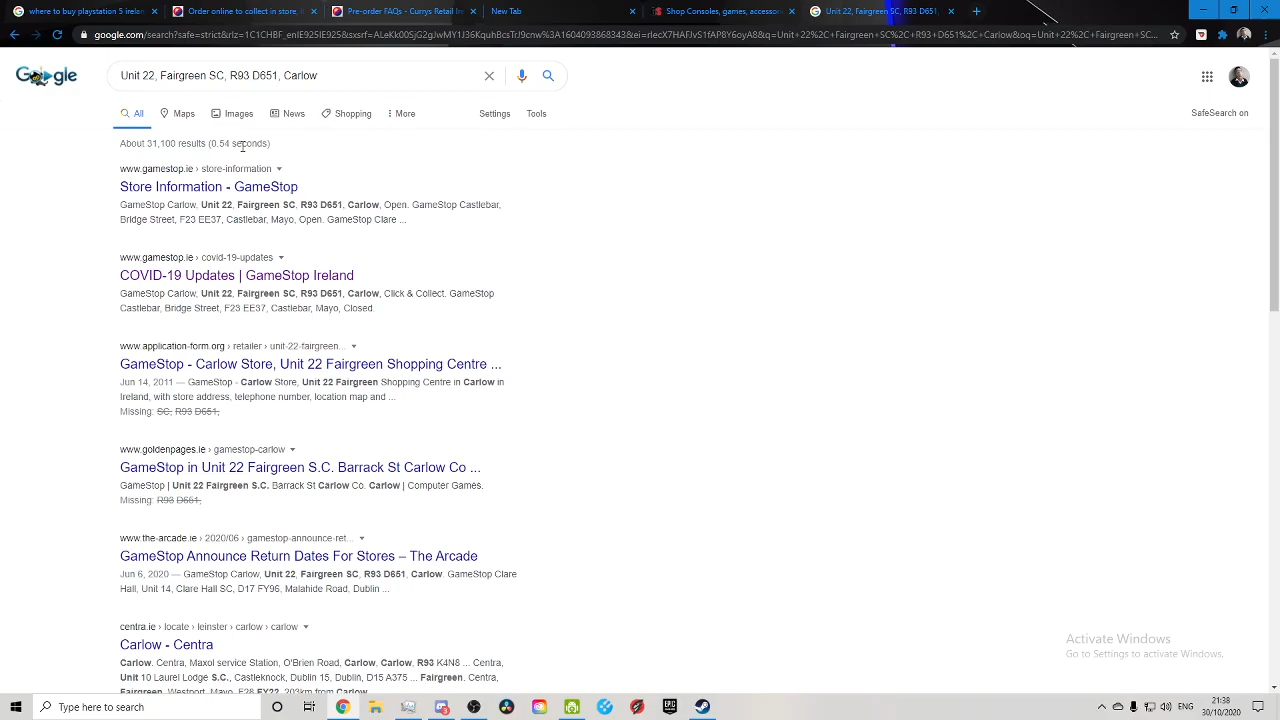 where to buy playstation 5 irelan
Order online to collect in store, i
Pre-order FAQs – Currys Retail Im
New Tab
Shop Consoles, games, accessor
Unit 22, Fairgreen SC, R93 D651,
Google
Unit 22, Fairgreen SC, R93 D651, Carlow
All Maps Images News Shopping More Settings Tools
SafeSearch on
About 31,100 results (0.54 seconds)
www.gamestop.ie › store-information
Store Information - GameStop
GameStop Carlow, Unit 22, Fairgreen SC, R93 D651, Carlow, Open. GameStop Castlebar,
Bridge Street, F23 EE37, Castlebar, Mayo, Open. GameStop Clare ...
www.gamestop.ie › covid-19-updates
COVID-19 Updates | GameStop Ireland
GameStop Carlow, Unit 22, Fairgreen SC, R93 D651, Carlow, Click & Collect. GameStop
Castlebar, Bridge Street, F23 EE37, Castlebar, Mayo, Closed.
www.application-form.org › retailer › unit-22-fairgreen...
GameStop - Carlow Store, Unit 22 Fairgreen Shopping Centre ...
Jun 14, 2011 — GameStop - Carlow Store, Unit 22 Fairgreen Shopping Centre in Carlow in
Ireland, with store address, telephone number, location map and ...
Missing: SC, R93 D651,
www.goldenpages.ie › gamestop-carlow
GameStop in Unit 22 Fairgreen S.C. Barrack St Carlow Co ...
GameStop | Unit 22 Fairgreen S.C. Barrack St Carlow Co. Carlow | Computer Games.
Missing: R93 D651,
www.the-arcade.ie › 2020/06 › gamestop-announce-ret...
GameStop Announce Return Dates For Stores – The Arcade
Jun 6, 2020 — GameStop Carlow, Unit 22, Fairgreen SC, R93 D651, Carlow. GameStop Clare
Hall, Unit 14, Clare Hall SC, D17 FY96, Malahide Road, Dublin ...
centra.ie › locate › leinster › carlow › carlow
Carlow - Centra
Carlow. Centra, Maxol service Station, O'Brien Road, Carlow, Carlow, R93 K4N8 ... Centra,
Unit 10 Laurel Lodge S.C., Castleknock, Dublin 15, Dublin, D15 A375 ... Fairgreen. Centra,
Fairgreen, Westport, Mayo, F28 FY22, 203km from Carlow
Activate Windows
Go to Settings to activate Windows.
Type here to search
21:38
30/10/2020